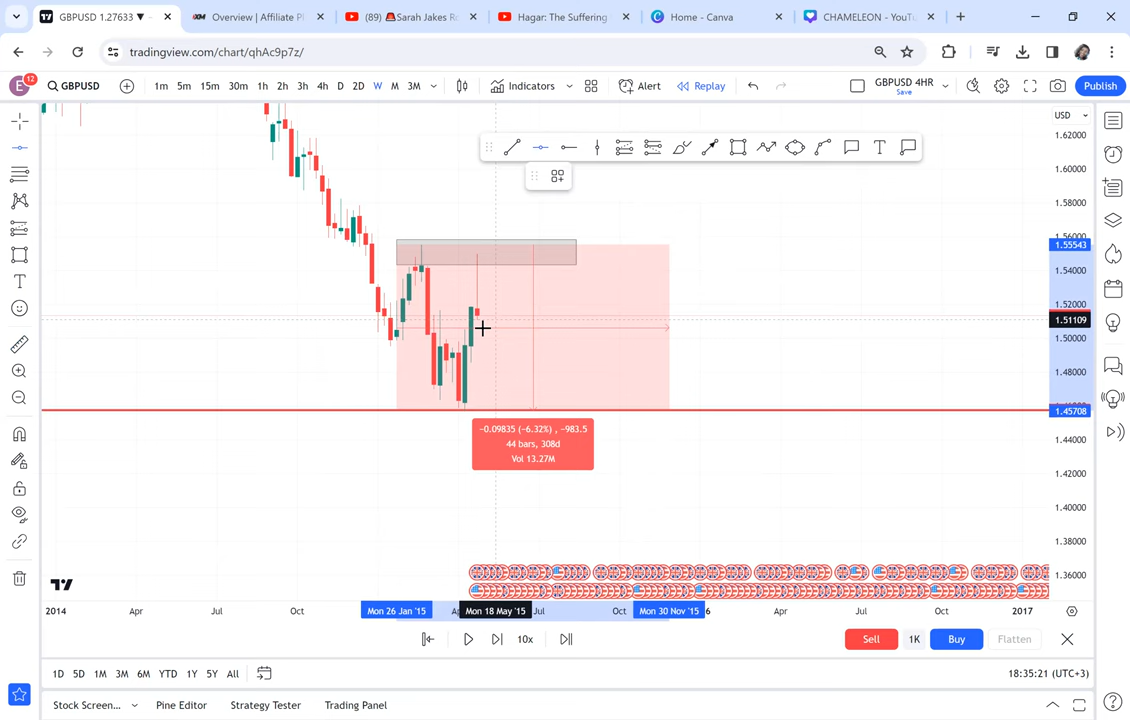 GBPUSD 1.27633 ▼
Overview | Affiliate P
(89) 🚨Sarah Jakes R
Hagar: The Suffering
Home - Canva
CHAMELEON - YouT
tradingview.com/chart/qhAc9p7z/
E 12 GBPUSD 1m 5m 15m 30m 1h 2h 3h 4h D 2D W M 3M Indicators Alert Replay GBPUSD 4HR Save Publish
USD
1.62000
1.60000
1.58000
1.56000
1.55543
1.54000
1.52000
1.51109
1.50000
1.48000
1.45708
1.44000
1.42000
1.40000
1.38000
1.36000
−0.09835 (−6.32%) , −983.5
44 bars, 308d
Vol 13.27M
2014 Apr Jul Oct Mon 26 Jan '15 Mon 18 May '15 Jul Oct Mon 30 Nov '15 Apr Jul Oct 2017
10x Sell 1K Buy Flatten
1D 5D 1M 3M 6M YTD 1Y 5Y All 18:35:21 (UTC+3)
Stock Screen... Pine Editor Strategy Tester Trading Panel